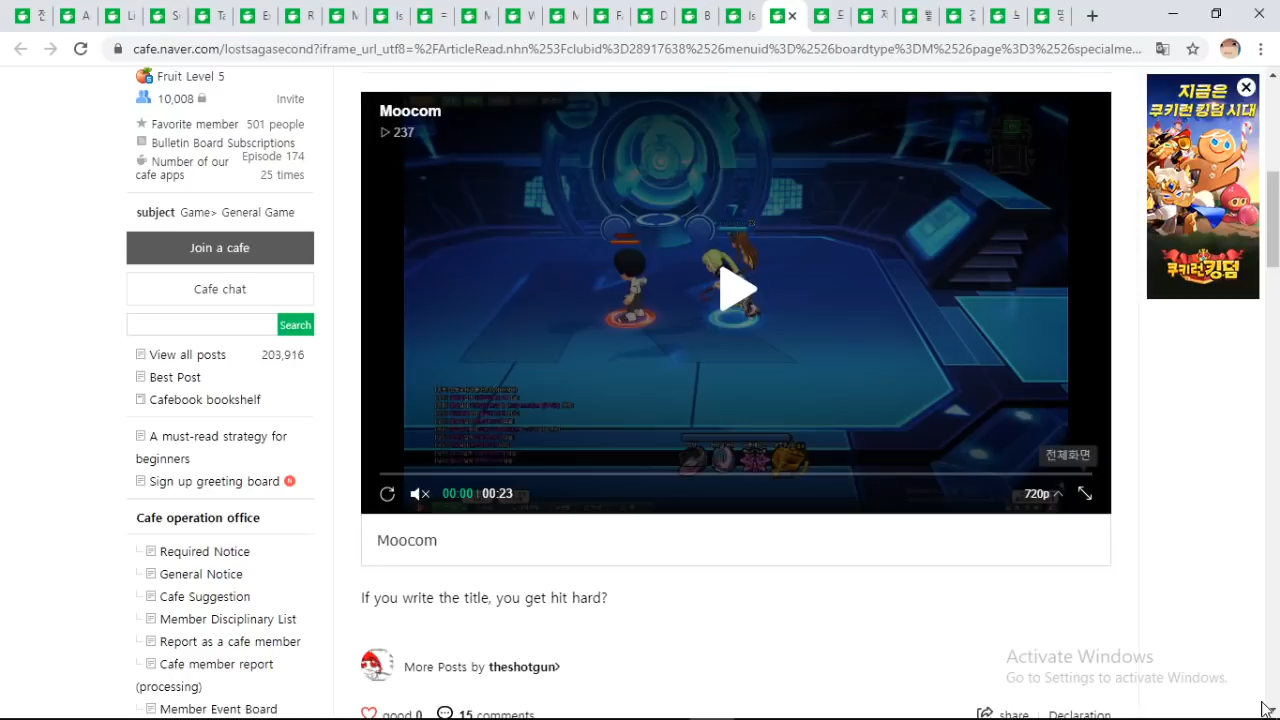 cafe.naver.com/lostsagasecond?iframe_url_utf8=%2FArticleRead.nhn%253Fclubid%3D28917638%2526menuid%3D%2526boardtype%3DM%2526page%3D3%2526specialme...
Fruit Level 5
10,008
Invite
Favorite member 501 people
Bulletin Board Subscriptions
Episode 174
Number of our cafe apps
25 times
subject Game> General Game
Join a cafe
Cafe chat
Search
View all posts 203,916
Best Post
Cafebook bookshelf
A must-read strategy for
beginners
Sign up greeting board N
Cafe operation office
Required Notice
General Notice
Cafe Suggestion
Member Disciplinary List
Report as a cafe member
Cafe member report
(processing)
Member Event Board
Moocom
237
전체화면
00:00 00:23
720p
Moocom
If you write the title, you get hit hard?
More Posts by theshotgun>
good 0 15 comments
share Declaration
지금은
쿠키런 킹덤 시대
쿠키런 킹덤
Activate Windows
Go to Settings to activate Windows.